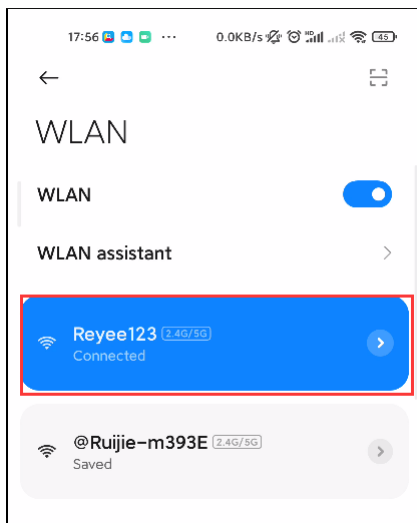 17:56 ... 0.0KB/s HD 45
WLAN
WLAN
WLAN assistant
Reyee123 2.4G/5G
Connected
@Ruijie-m393E 2.4G/5G
Saved